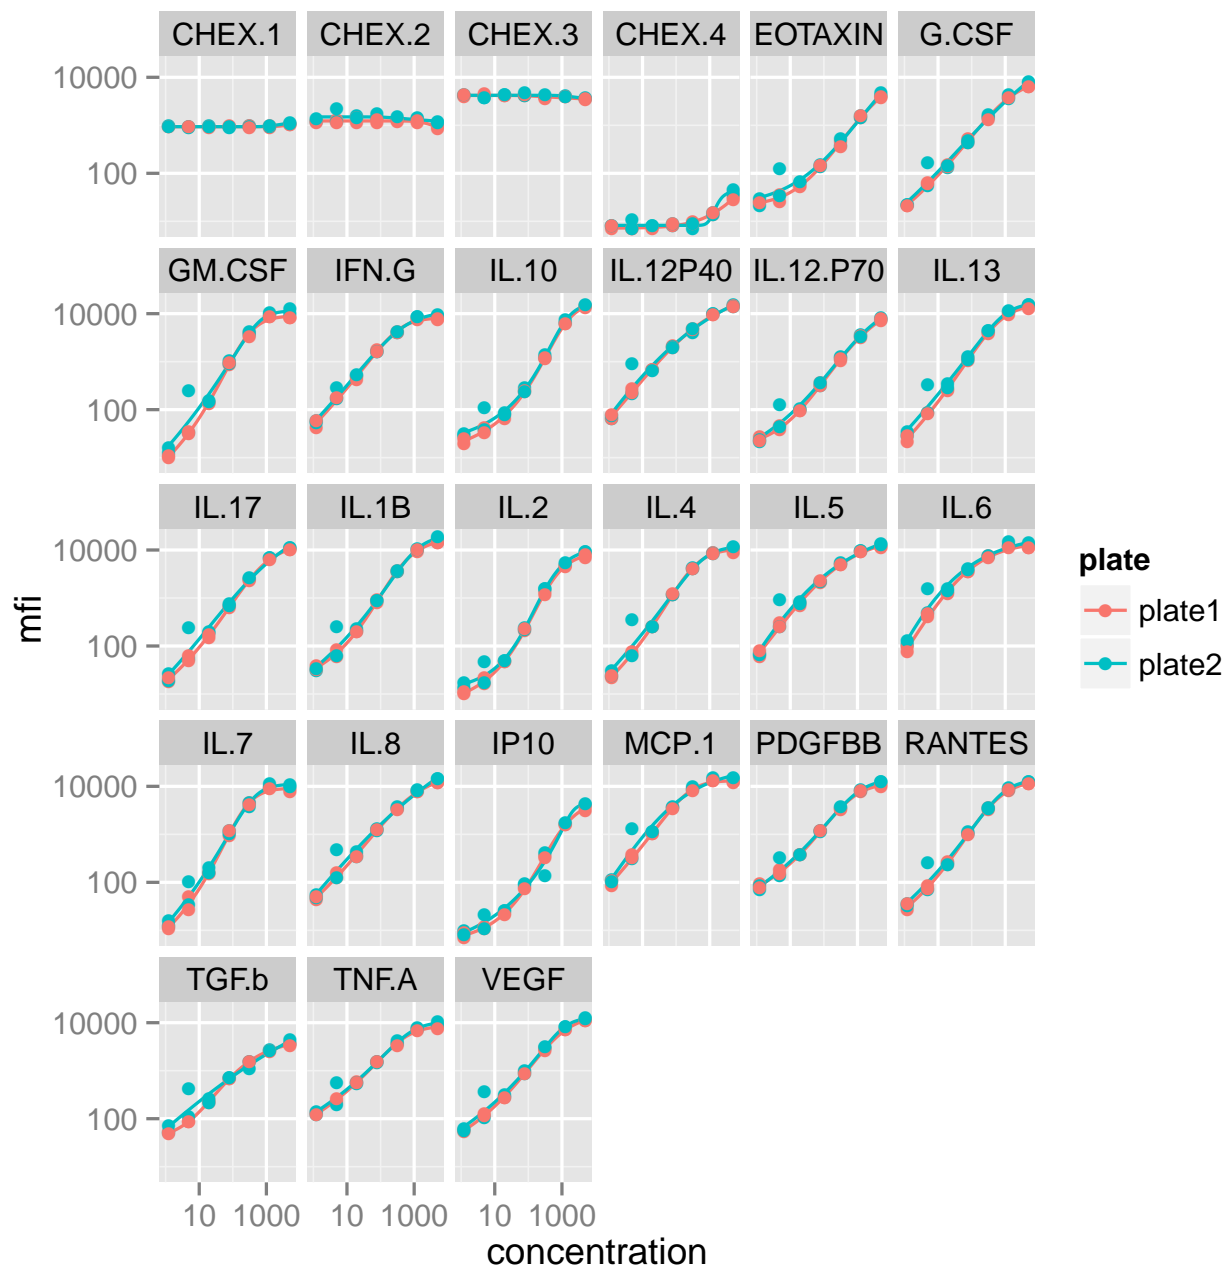 CHEX.1 CHEX.2 CHEX.3 CHEX.4 EOTAXIN G.CSF
10000
100
GM.CSF IFN.G IL.10 IL.12P40 IL.12.P70 IL.13
10000
100
IL.17 IL.1B IL.2 IL.4 IL.5 IL.6
10000
100
mfi
plate
plate1
plate2
IL.7 IL.8 IP10 MCP.1 PDGFBB RANTES
10000
100
TGF.b TNF.A VEGF
10000
100
10 1000 10 1000 10 1000
concentration